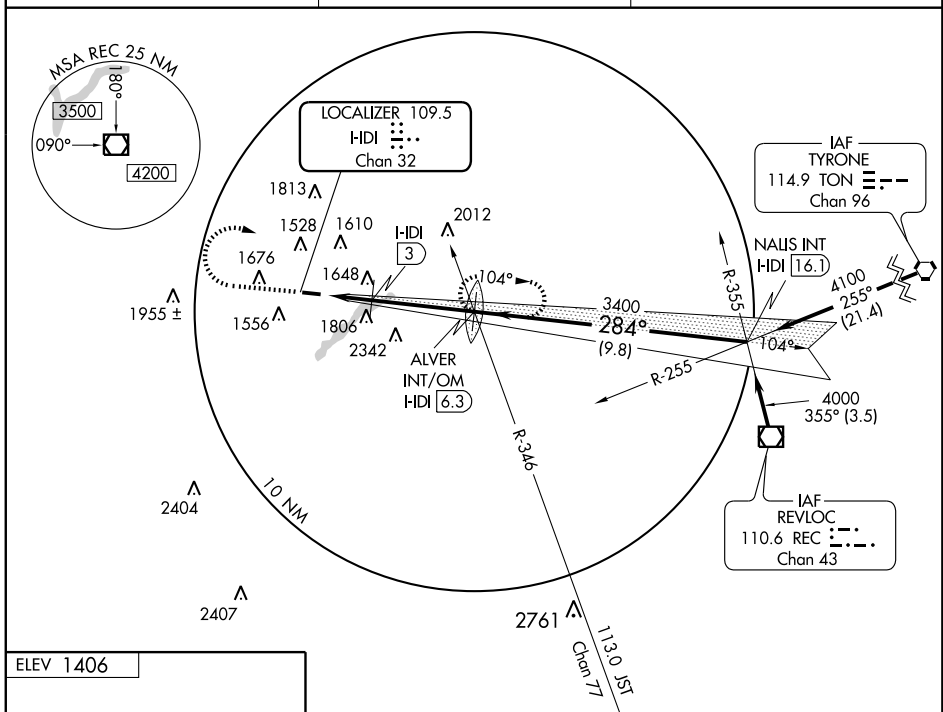 MSA REC 25 NM
180°
3500
090°
4200
LOCALIZER 109.5
I-IDI
Chan 32
IAF
TYRONE
114.9 TON
Chan 96
1813
1528
1610
2012
1676
1648
I-IDI
3
104°
NALIS INT
I-IDI 16.1
R-355
4100
255°
(21.4)
1955 ±
1556
1806
2342
3400
284°
(9.8)
104°
ALVER
INT/OM
I-IDI 6.3
R-255
4000
355° (3.5)
R-346
IAF
REVLOC
110.6 REC
Chan 43
10 NM
2404
2407
2761
113.0 JST
Chan 77
ELEV 1406